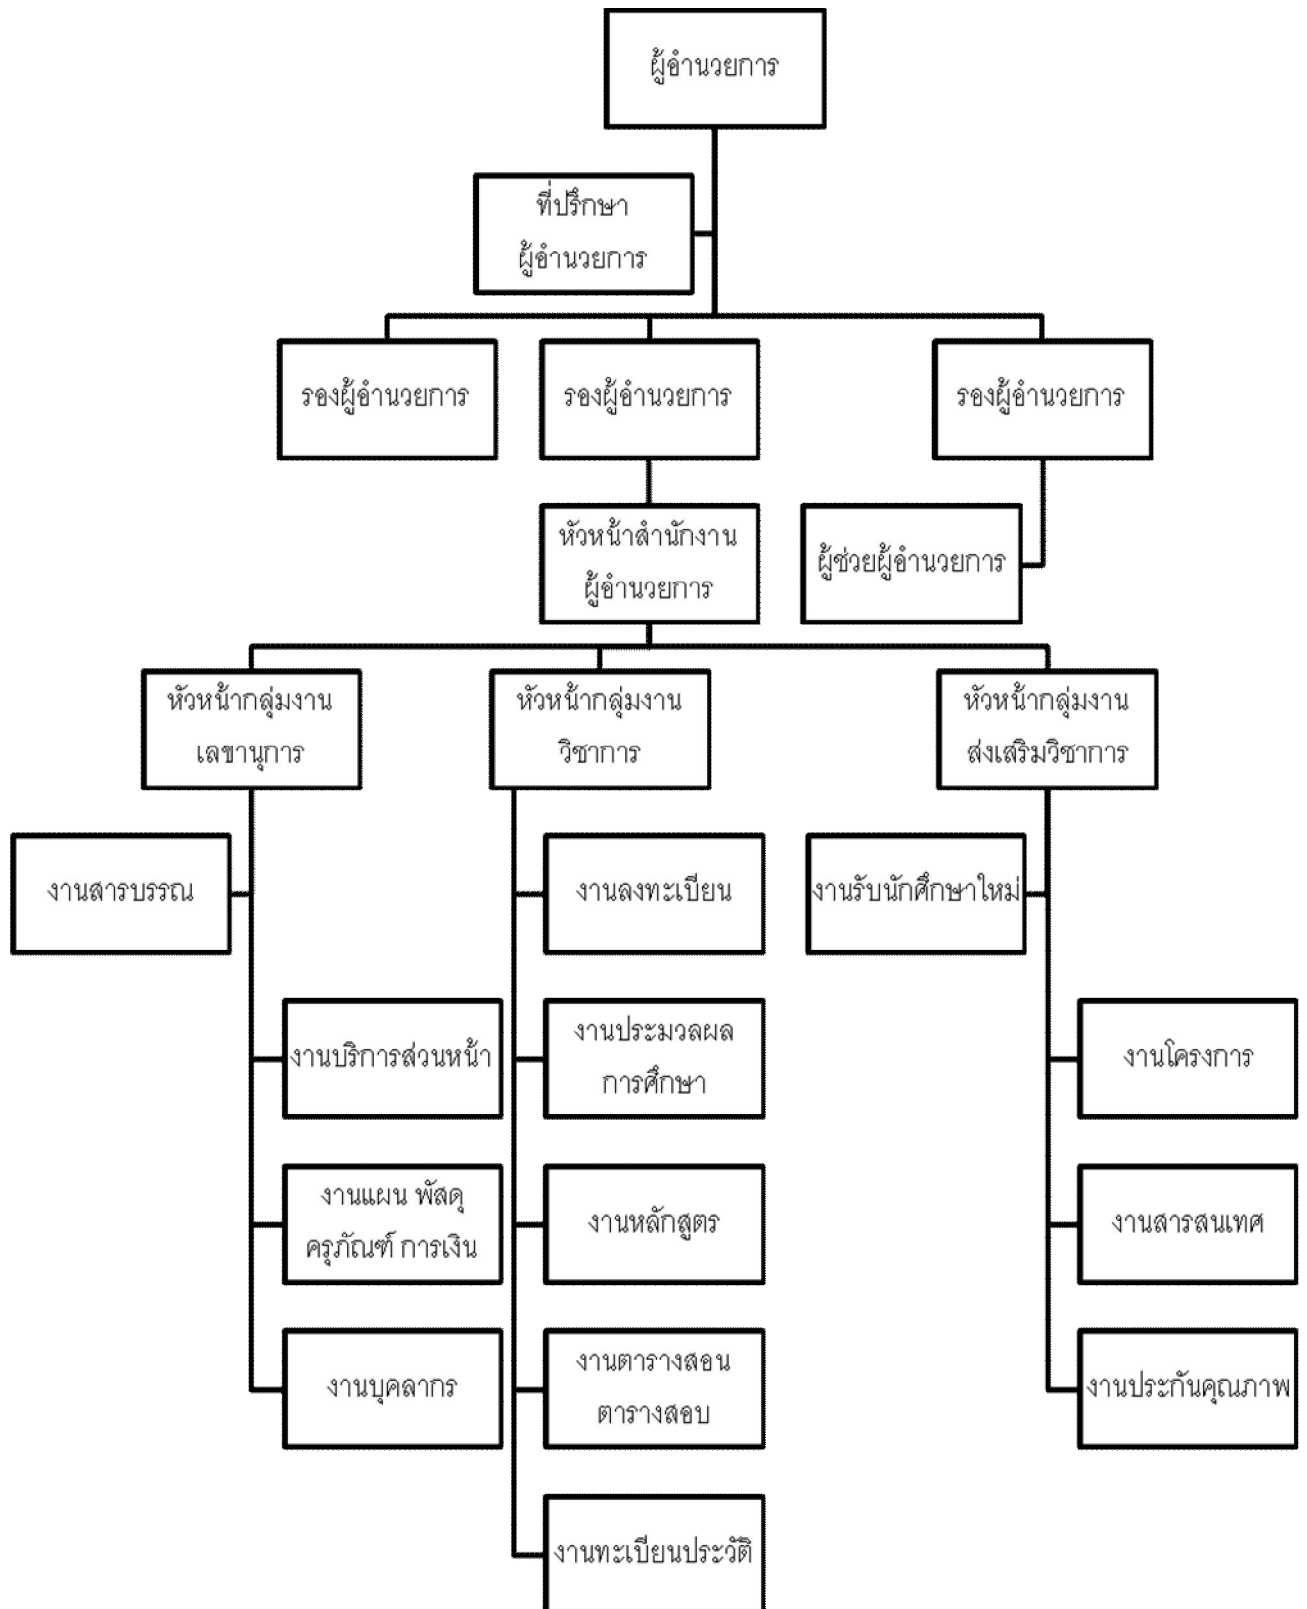 ผู้อำนวยการ
ที่ปรึกษา
ผู้อำนวยการ
รองผู้อำนวยการ
รองผู้อำนวยการ
รองผู้อำนวยการ
หัวหน้าสำนักงาน
ผู้อำนวยการ
ผู้ช่วยผู้อำนวยการ
หัวหน้ากลุ่มงาน
เลขานุการ
หัวหน้ากลุ่มงาน
วิชาการ
หัวหน้ากลุ่มงาน
ส่งเสริมวิชาการ
งานสารบรรณ
งานลงทะเบียน
งานรับนักศึกษาใหม่
งานบริการส่วนหน้า
งานประมวลผล
การศึกษา
งานโครงการ
งานแผน พัสดุ
ครุภัณฑ์ การเงิน
งานหลักสูตร
งานสารสนเทศ
งานบุคลากร
งานตารางสอน
ตารางสอบ
งานประกันคุณภาพ
งานทะเบียนประวัติ